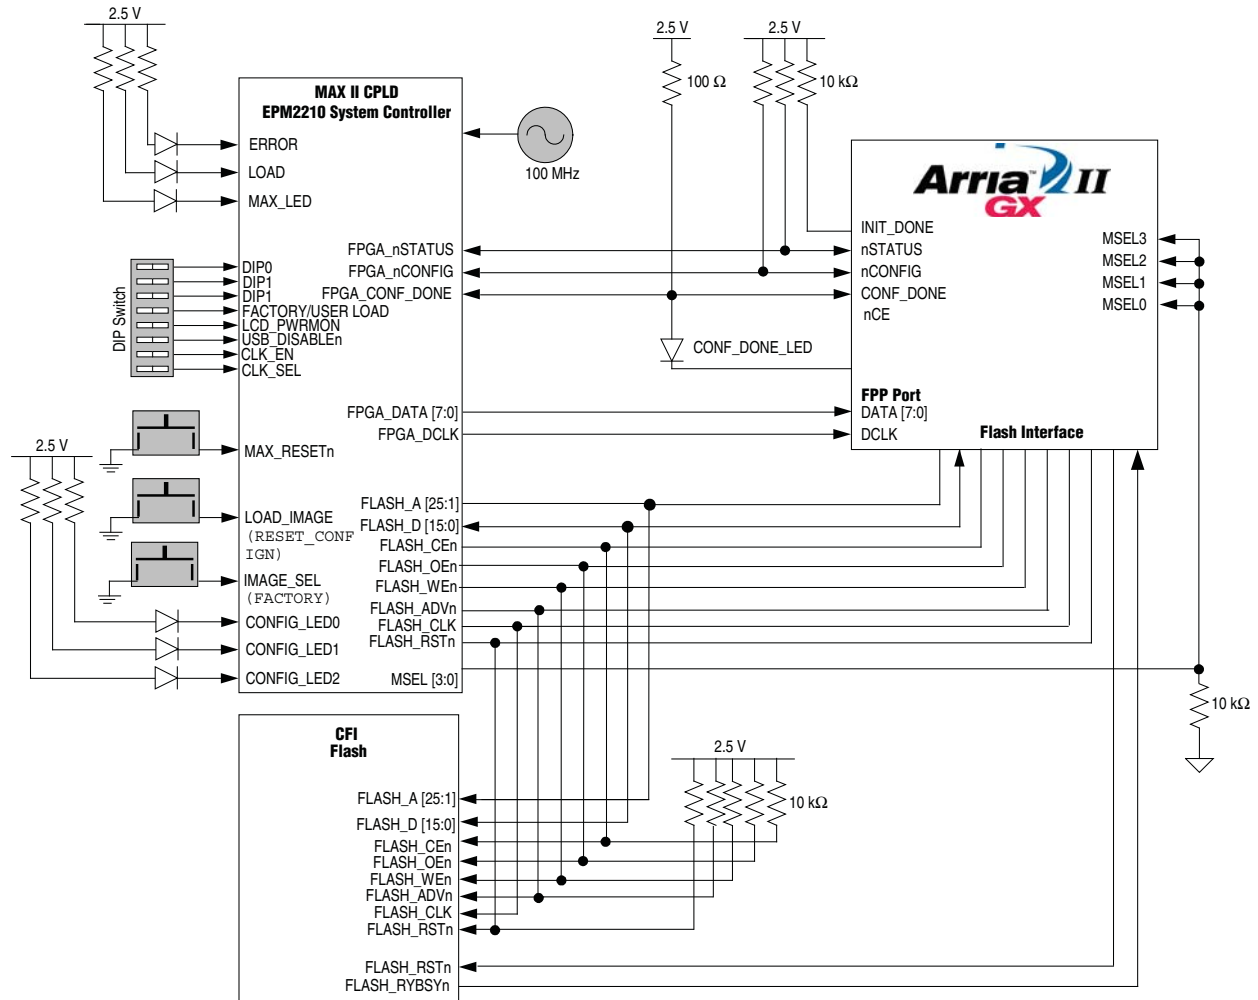 2.5 V
MAX II CPLD
EPM2210 System Controller
ERROR
LOAD
MAX_LED
100 MHz
2.5 V
100 Ω
2.5 V
10 kΩ
Arria™ II
GX
INIT_DONE
nSTATUS
nCONFIG
CONF_DONE
nCE
MSEL3
MSEL2
MSEL1
MSEL0
FPGA_nSTATUS
FPGA_nCONFIG
FPGA_CONF_DONE
DIP Switch
DIP0
DIP1
DIP1
FACTORY/USER LOAD
LCD_PWRMON
USB_DISABLEn
CLK_EN
CLK_SEL
CONF_DONE_LED
FPP Port
DATA [7:0]
DCLK
Flash Interface
FPGA_DATA [7:0]
FPGA_DCLK
2.5 V
MAX_RESETn
LOAD_IMAGE
(RESET_CONF
IGN)
IMAGE_SEL
(FACTORY)
CONFIG_LED0
CONFIG_LED1
CONFIG_LED2
FLASH_A [25:1]
FLASH_D [15:0]
FLASH_CEn
FLASH_OEn
FLASH_WEn
FLASH_ADVn
FLASH_CLK
FLASH_RSTn
MSEL [3:0]
10 kΩ
CFI
Flash
2.5 V
10 kΩ
FLASH_A [25:1]
FLASH_D [15:0]
FLASH_CEn
FLASH_OEn
FLASH_WEn
FLASH_ADVn
FLASH_CLK
FLASH_RSTn
FLASH_RSTn
FLASH_RYBSYn